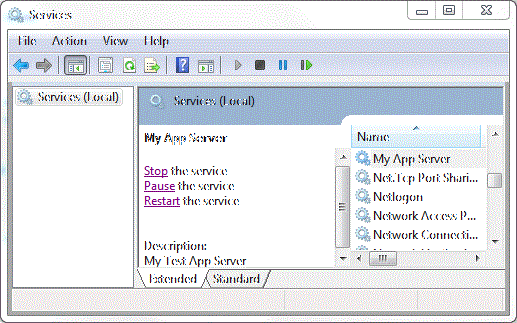 Services
File Action View Help
Services (Local)
Services (Local)
My App Server
Stop the service
Pause the service
Restart the service
Description:
My Test App Server
Name
My App Server
Net.Tcp Port Shari...
Netlogon
Network Access P...
Network Connecti...
Extended Standard